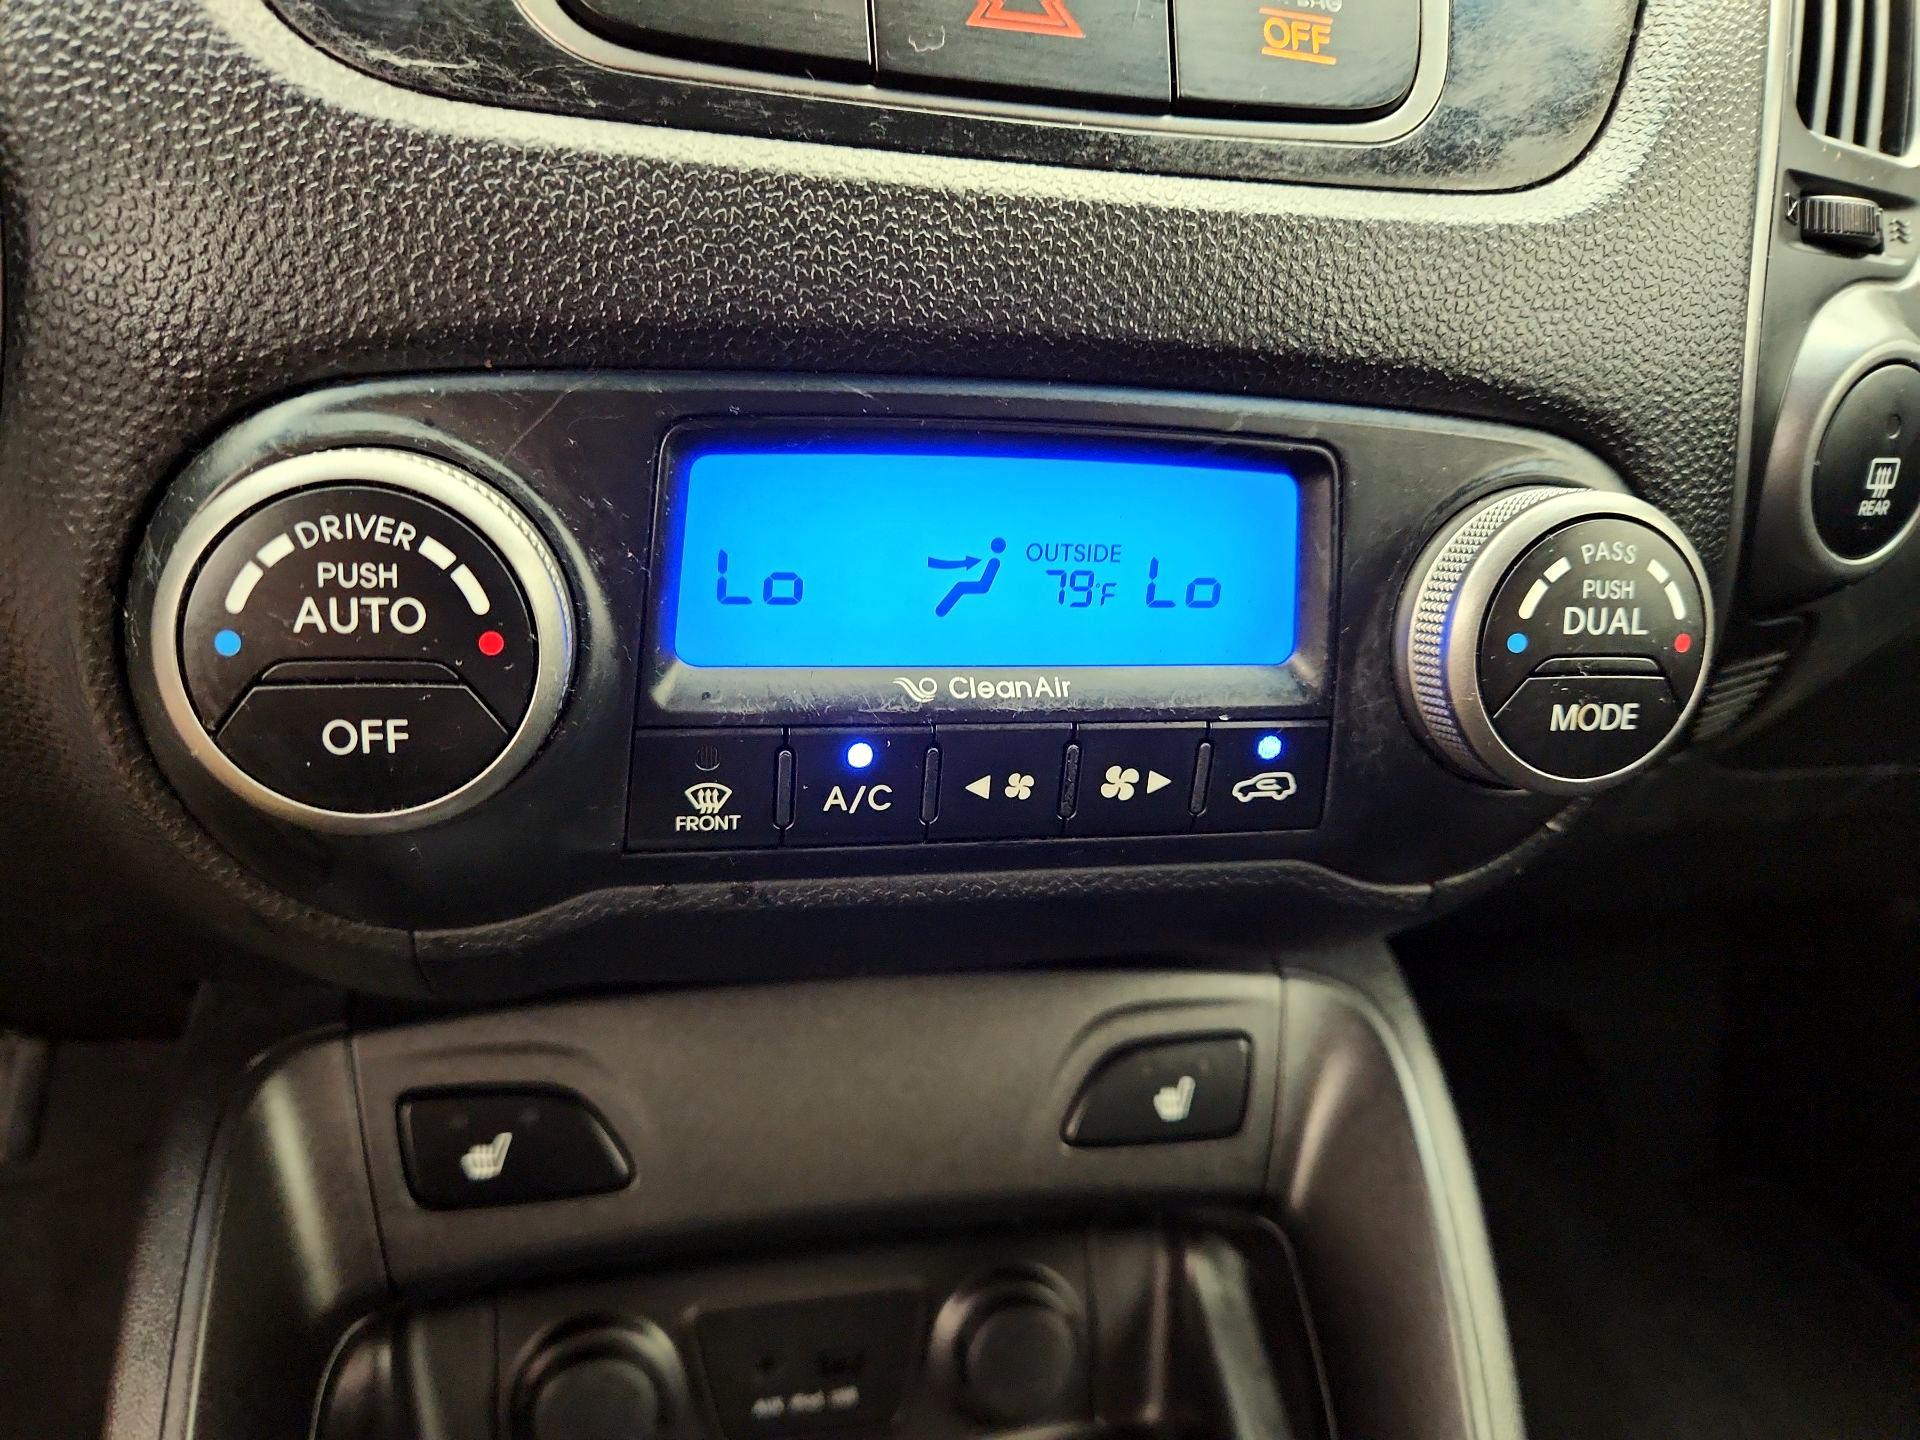 OFF
DRIVER
PUSH
AUTO
OFF
Lo
OUTSIDE
79°F
Lo
CleanAir
FRONT
A/C
PASS
PUSH
DUAL
MODE
REAR